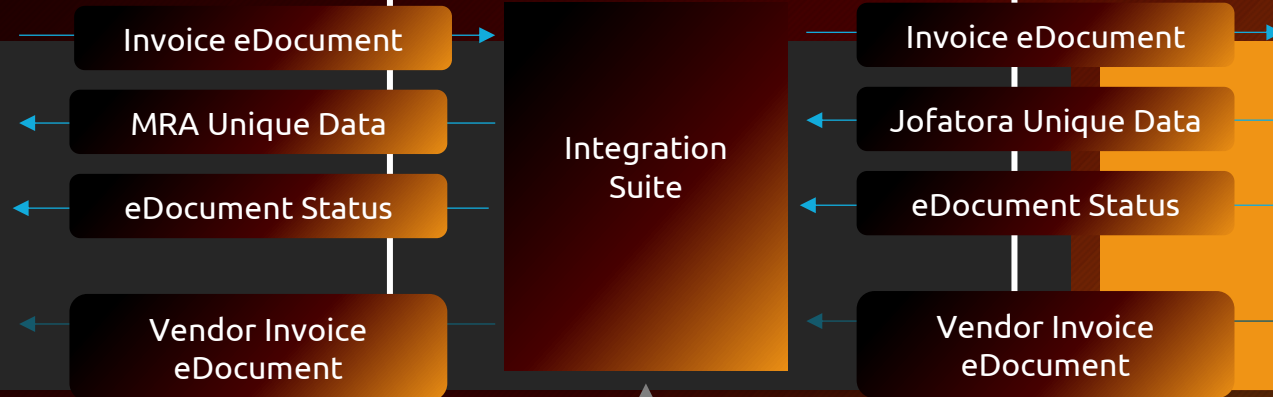 Invoice eDocument
MRA Unique Data
eDocument Status
Vendor Invoice
eDocument
Integration
Suite
Invoice eDocument
Jofatora Unique Data
eDocument Status
Vendor Invoice
eDocument